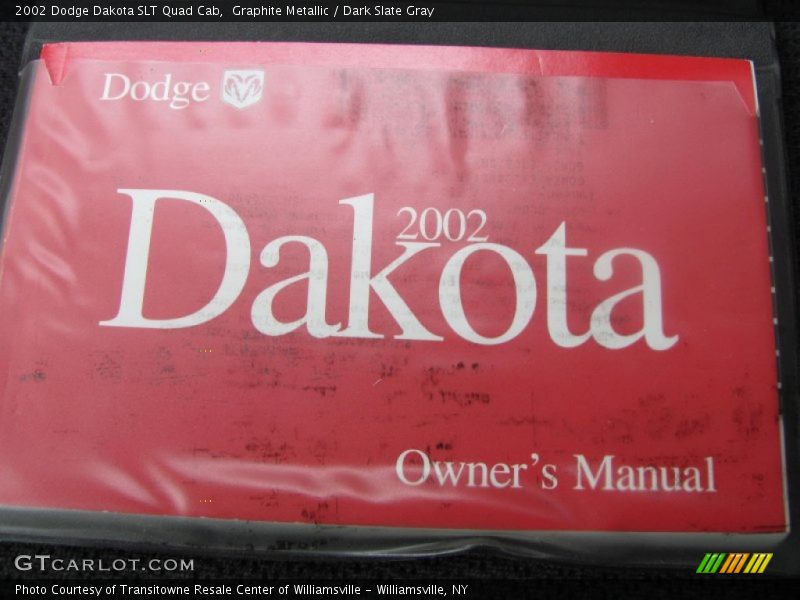 2002 Dodge Dakota SLT Quad Cab,  Graphite Metallic / Dark Slate Gray
Dodge
2002
Dakota
Owner's Manual
GTCARLOT.COM
Photo Courtesy of Transitowne Resale Center of Williamsville - Williamsville, NY